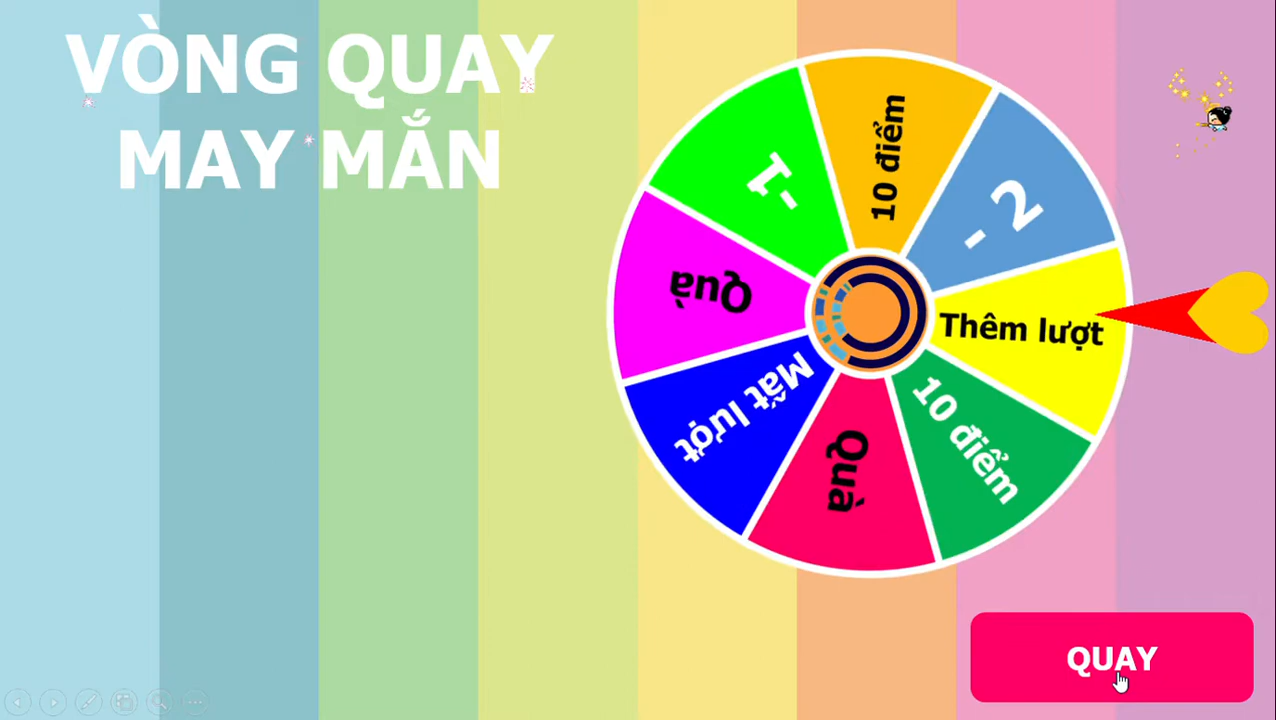 VÒNG QUAY
MAY MẮN
10 điểm
- 2
-1
Quà
Thêm lượt
Mất lượt
10 điểm
Quà
QUAY